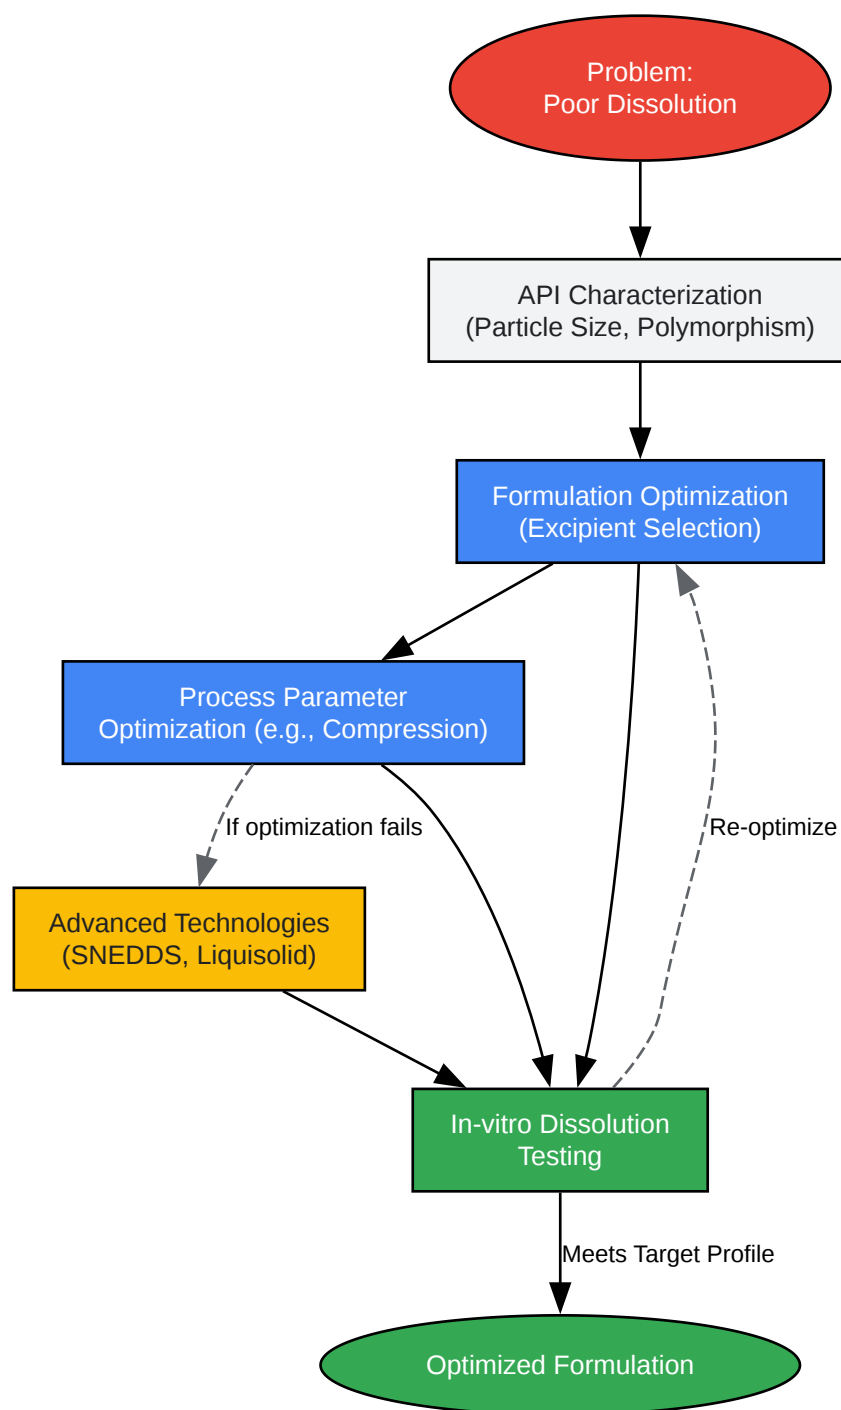 Problem:
Poor Dissolution
API Characterization
(Particle Size, Polymorphism)
Formulation Optimization
(Excipient Selection)
Process Parameter
Optimization (e.g., Compression)
If optimization fails
Re-optimize
Advanced Technologies
(SNEDDS, Liquisolid)
In-vitro Dissolution
Testing
Meets Target Profile
Optimized Formulation